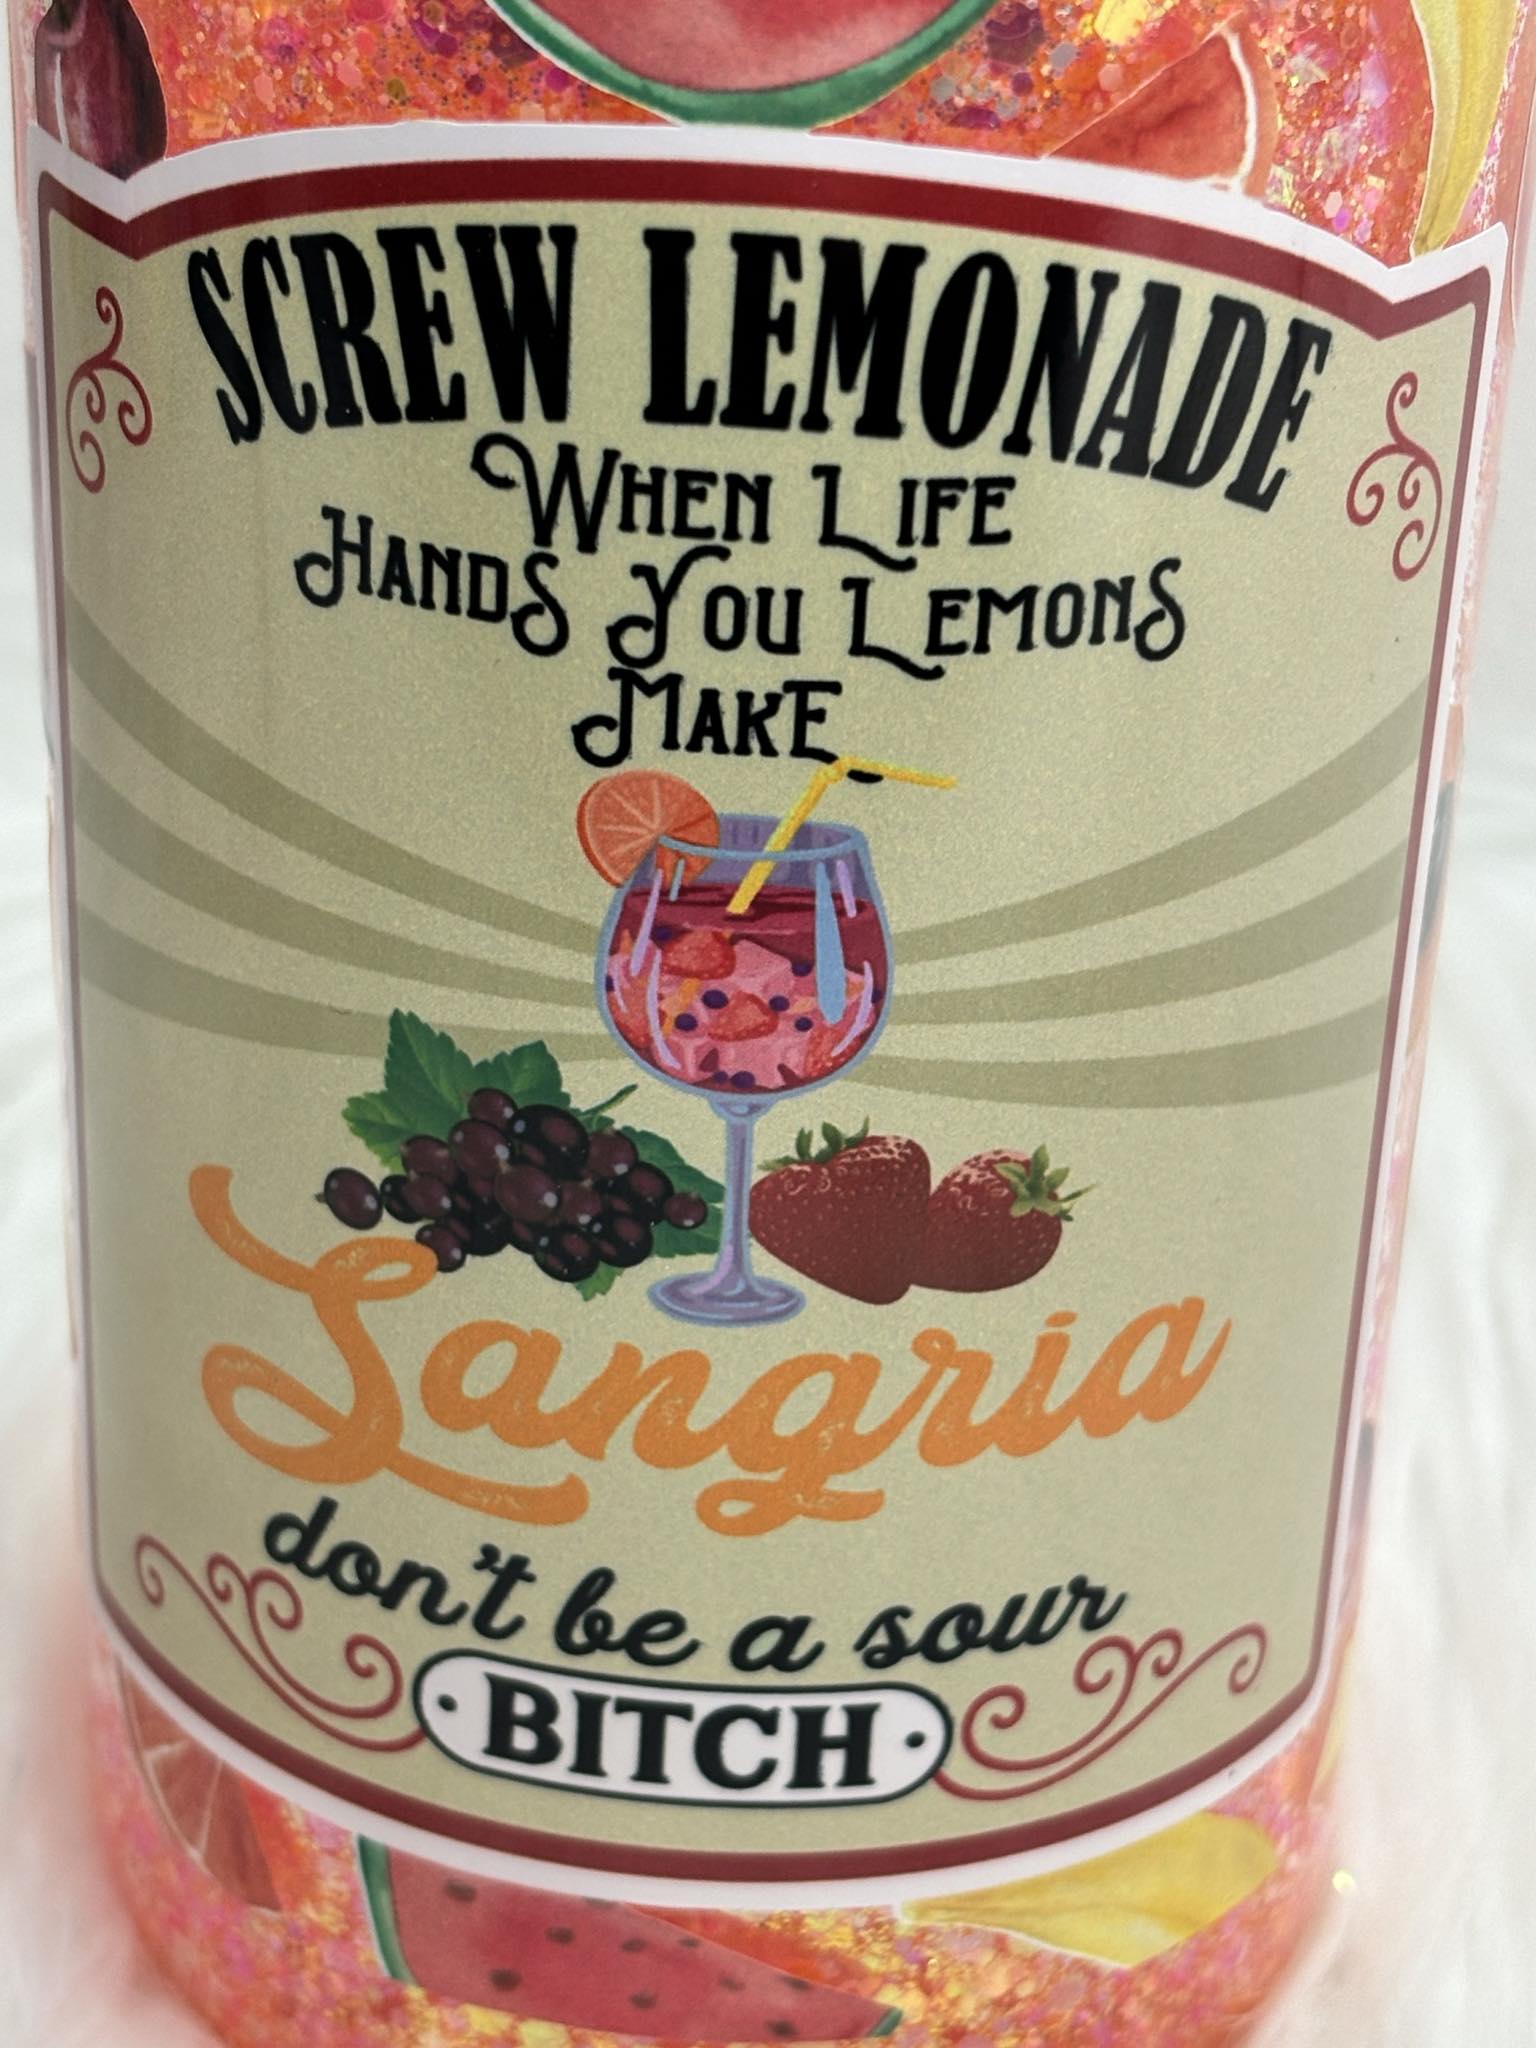 SCREW LEMONADE
WHEN LIFE
HANDS YOU LEMONS
MAKE
Sangria
don't be a sour
BITCH